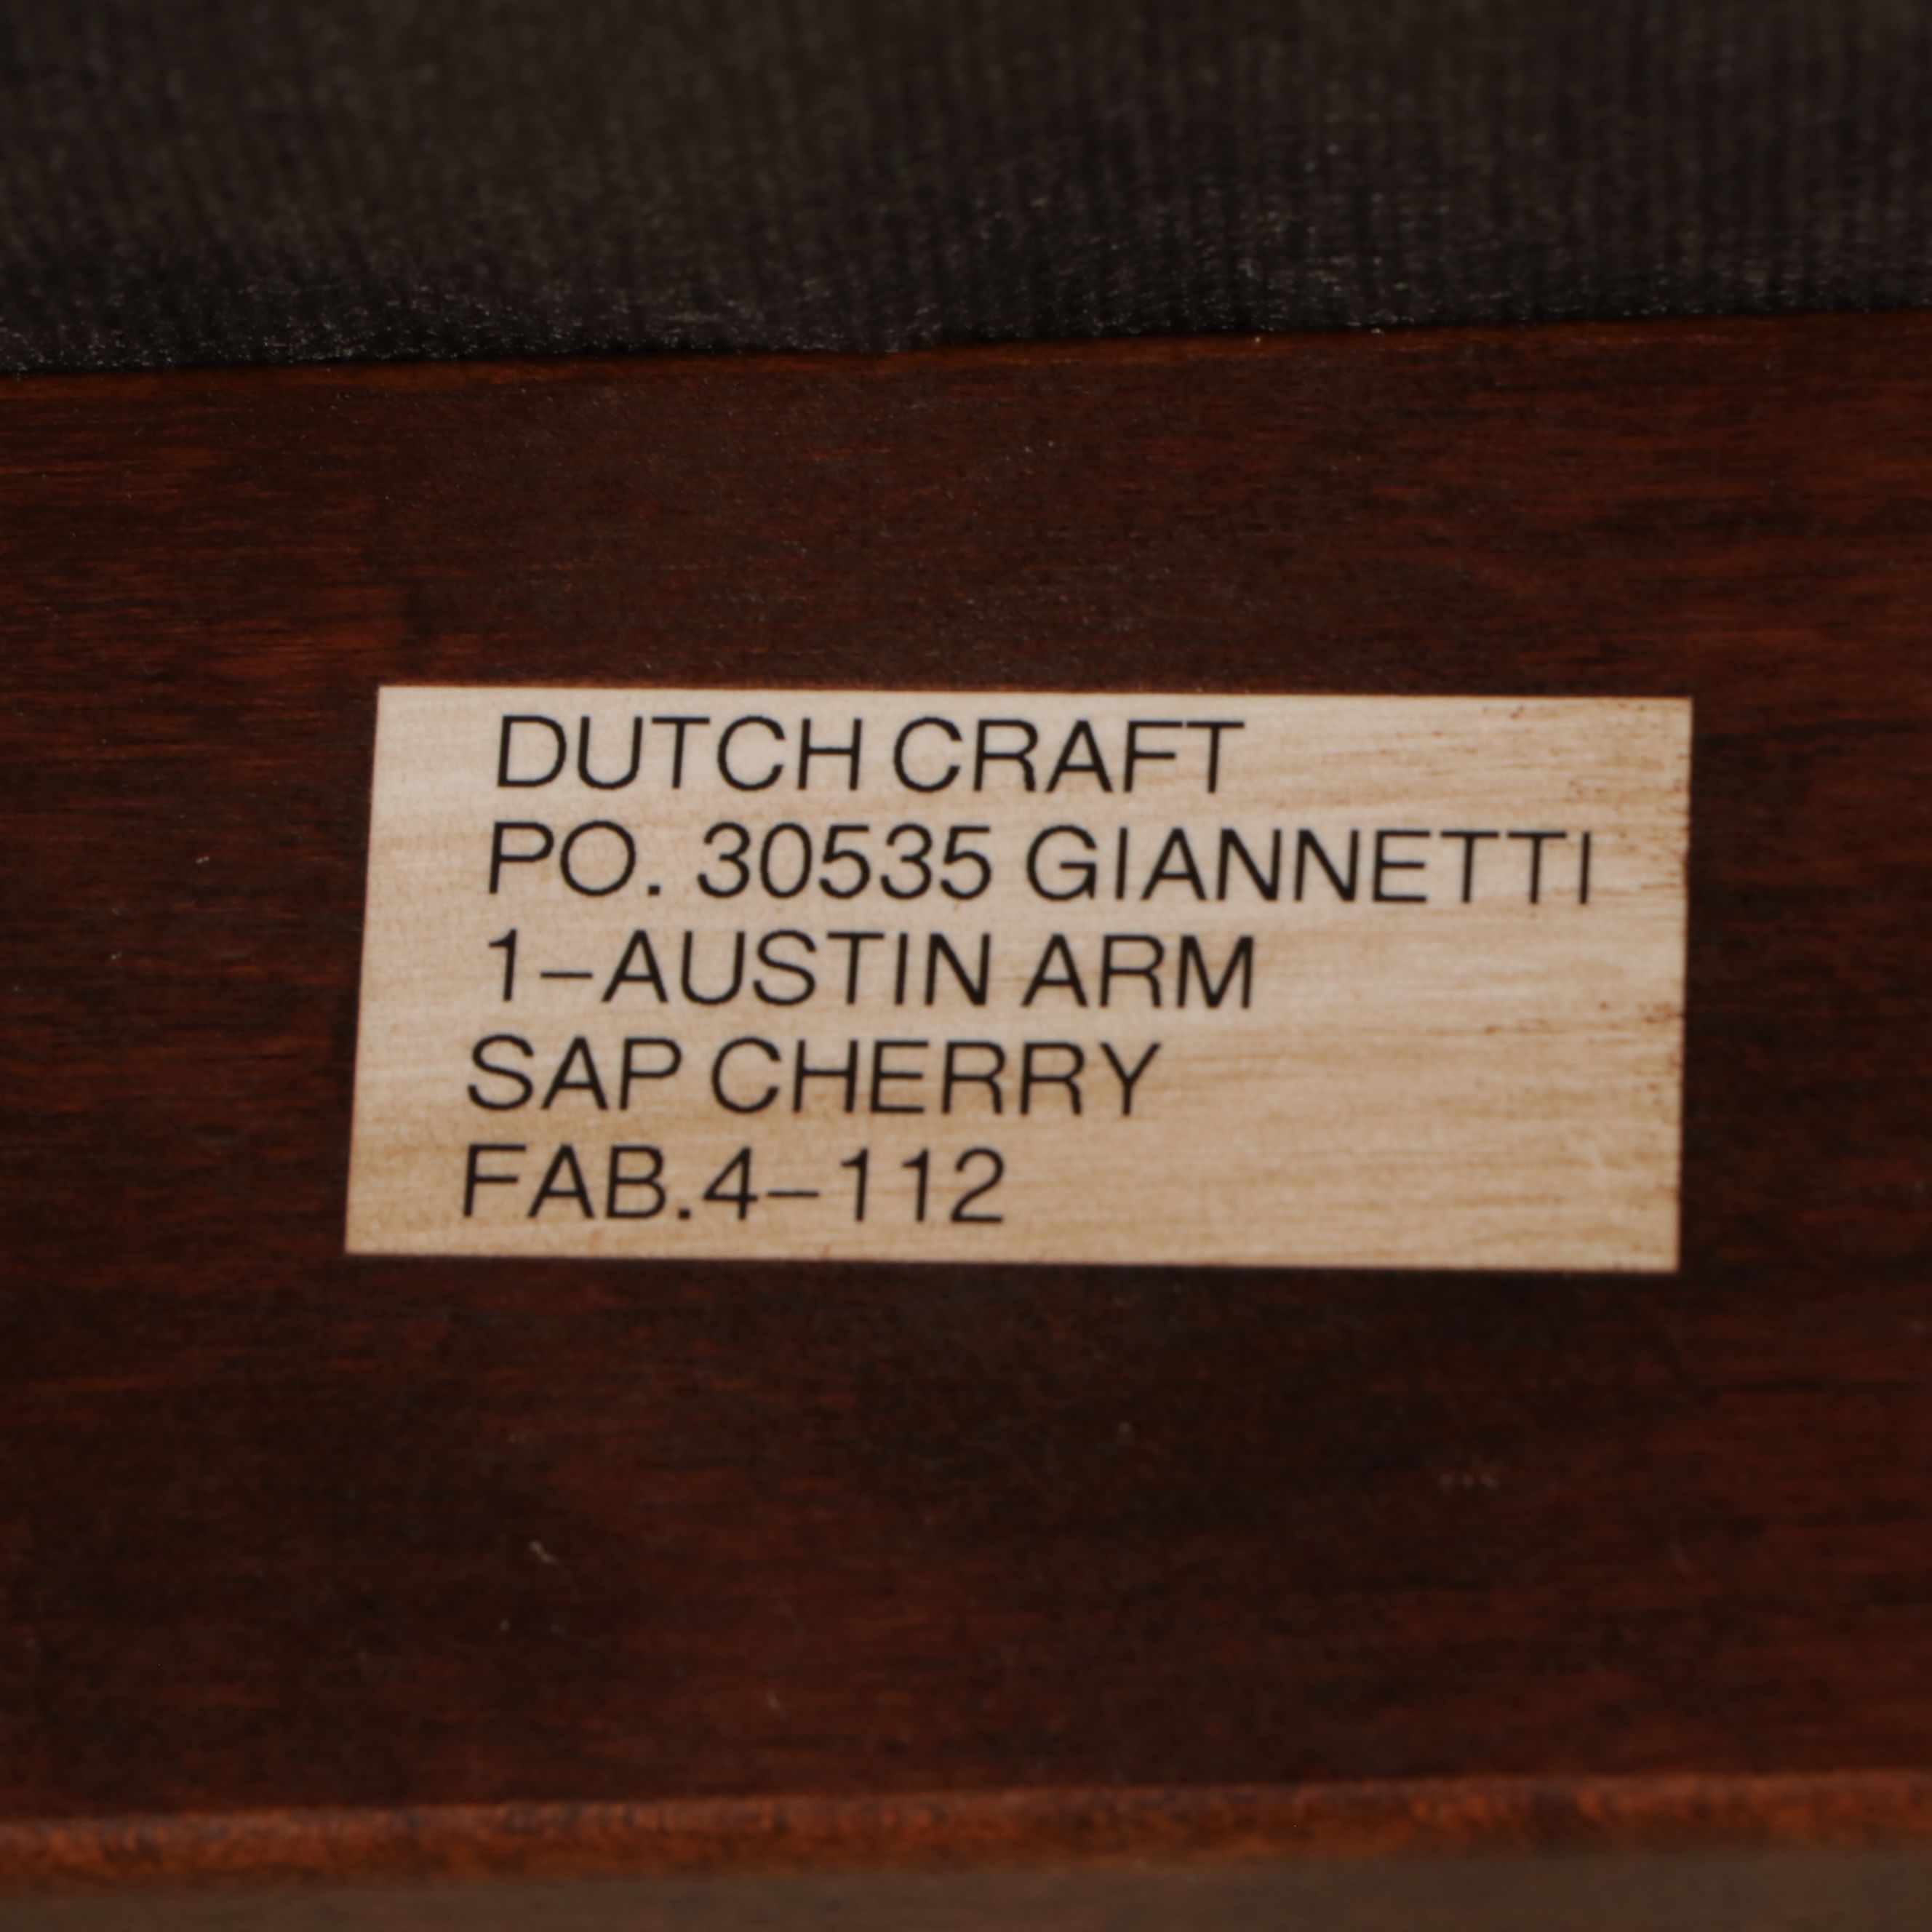 DUTCH CRAFT
PO. 30535 GIANNETTI
1-AUSTIN ARM
SAP CHERRY
FAB.4-112